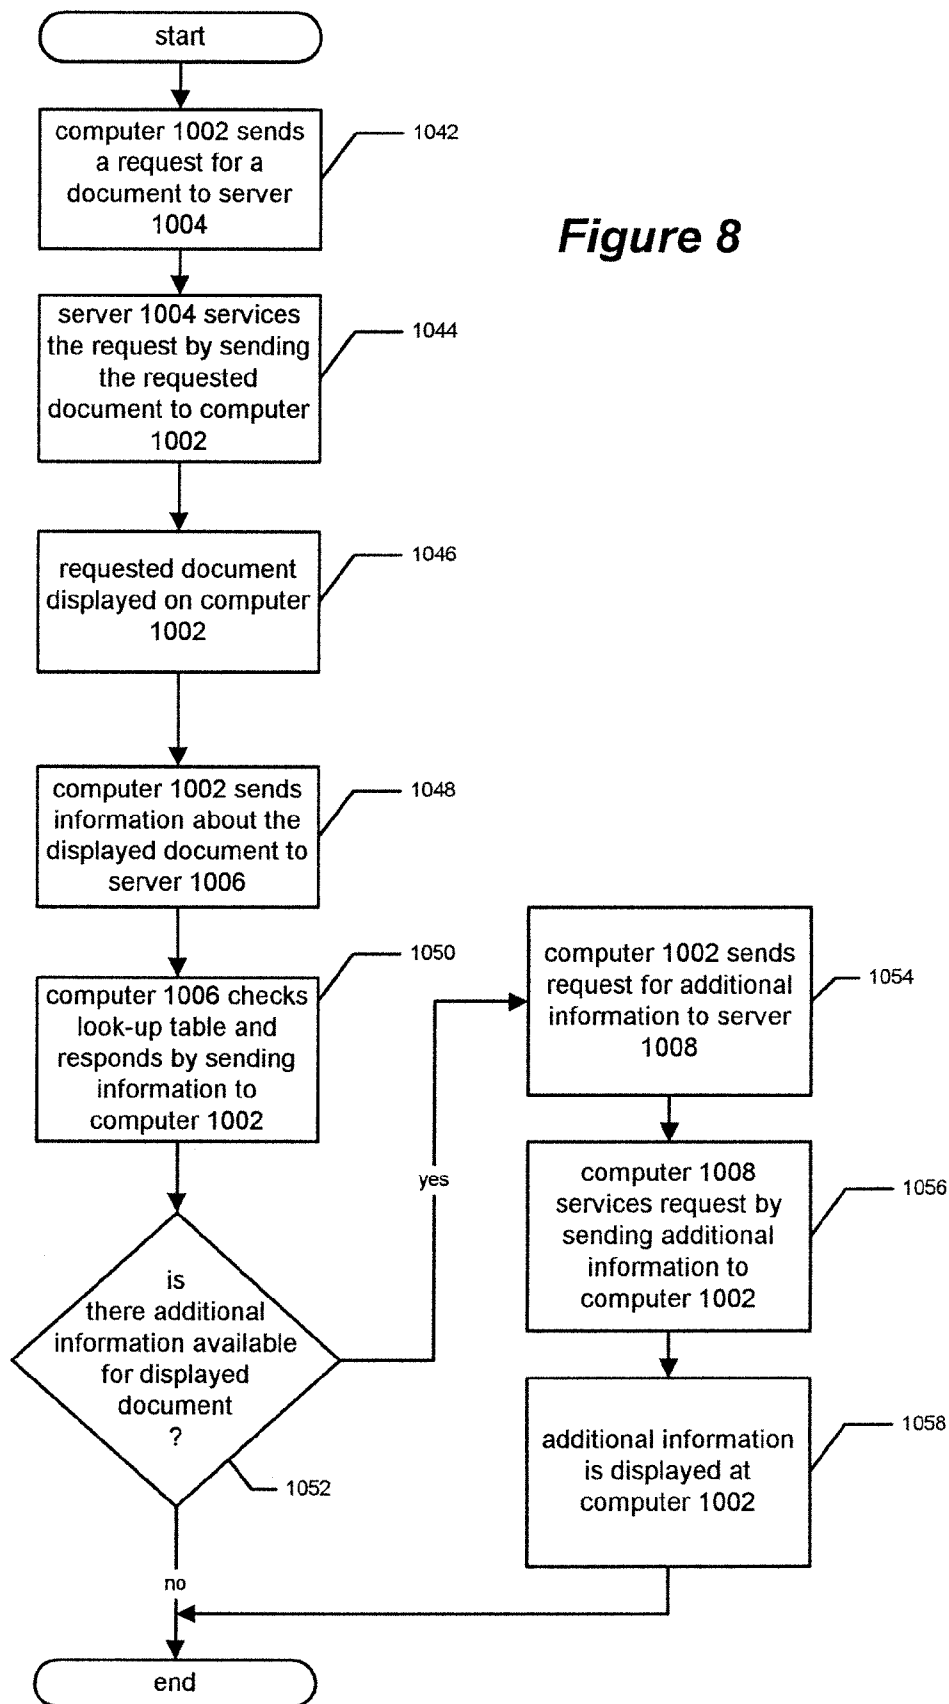 start
computer 1002 sends
a request for a
document to server
1004
1042
Figure 8
server 1004 services
the request by sending
the requested
document to computer
1002
1044
requested document
displayed on computer
1002
1046
computer 1002 sends
information about the
displayed document to
server 1006
1048
computer 1006 checks
look-up table and
responds by sending
information to
computer 1002
1050
is
there additional
information available
for displayed
document
?
1052
yes
computer 1002 sends
request for additional
information to server
1008
1054
computer 1008
services request by
sending additional
information to
computer 1002
1056
additional information
is displayed at
computer 1002
1058
no
end